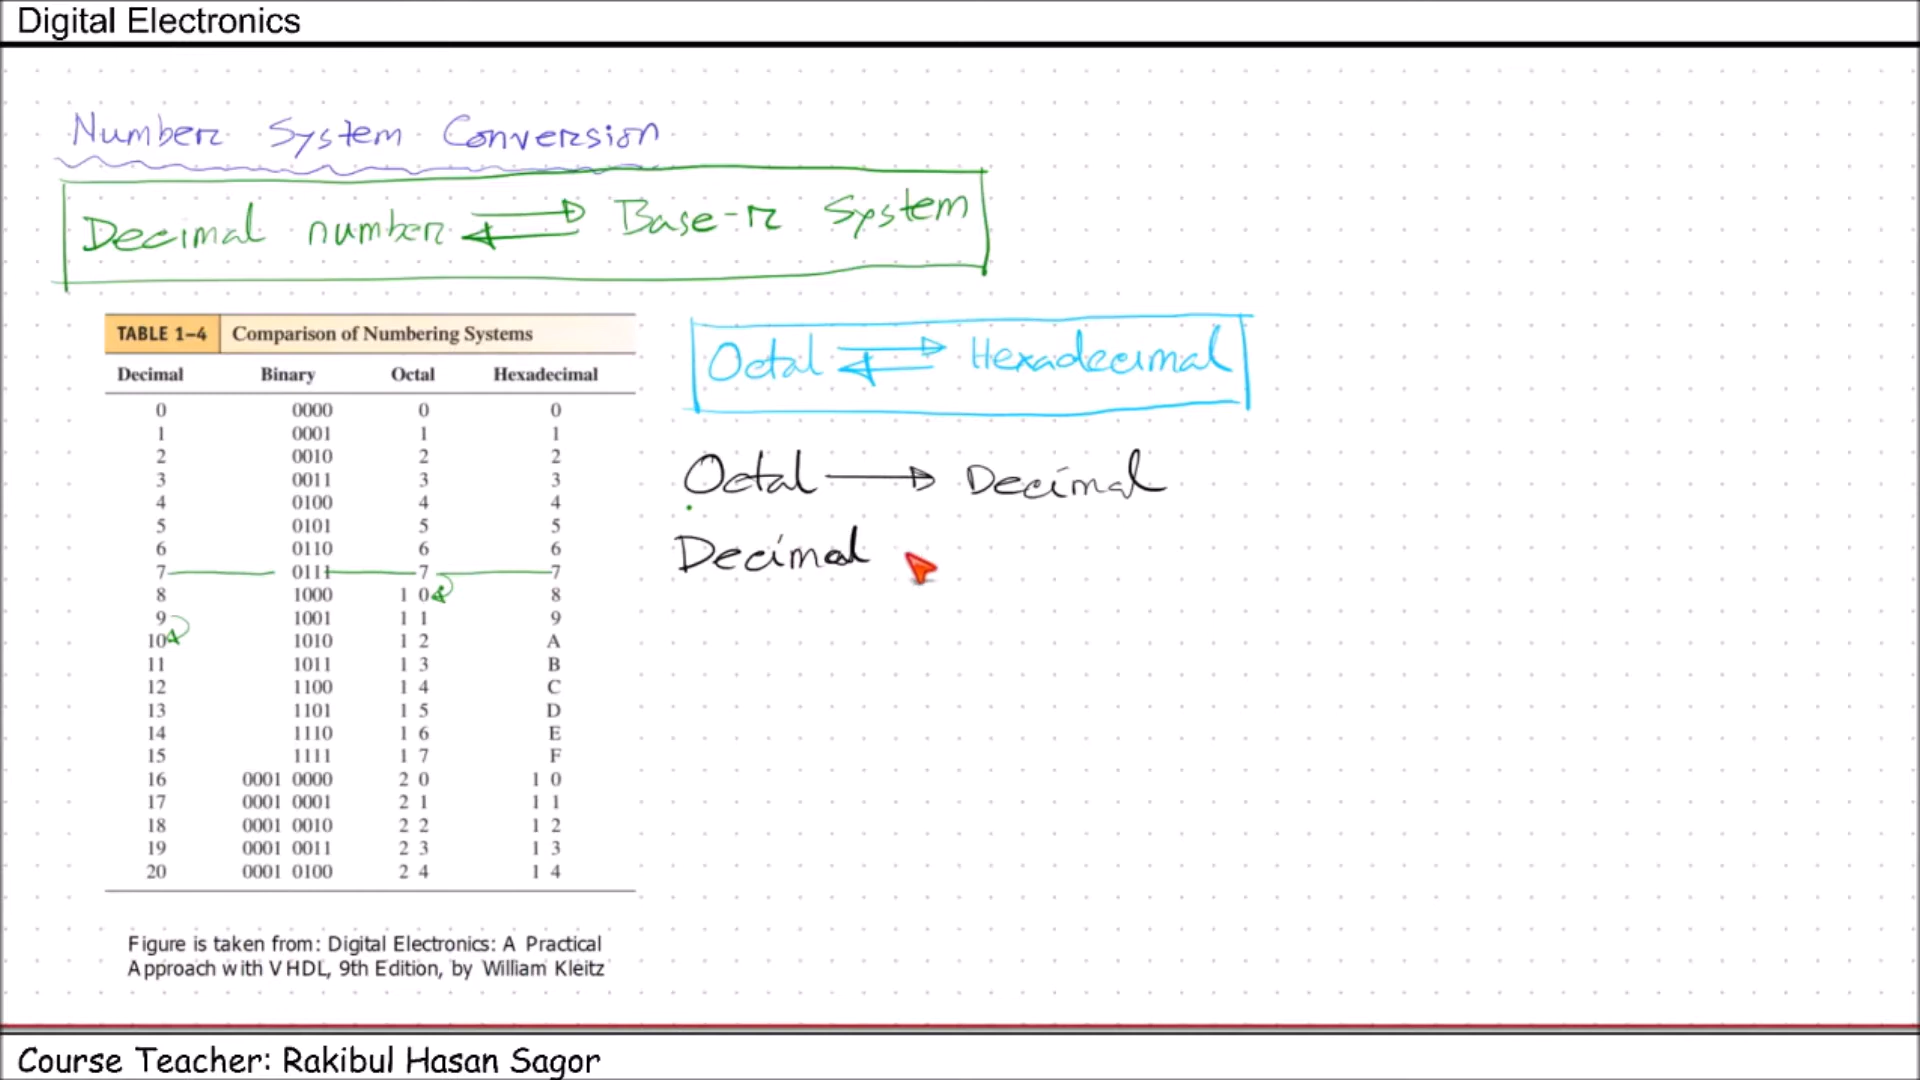 Digital Electronics
Number System Conversion
Decimal number ⇌ Base-r System
TABLE 1–4 Comparison of Numbering Systems
Decimal Binary Octal Hexadecimal
0 0000 0 0
1 0001 1 1
2 0010 2 2
3 0011 3 3
4 0100 4 4
5 0101 5 5
6 0110 6 6
7 0111 7 7
8 1000 1 0 8
9 1001 1 1 9
10 1010 1 2 A
11 1011 1 3 B
12 1100 1 4 C
13 1101 1 5 D
14 1110 1 6 E
15 1111 1 7 F
16 0001 0000 2 0 1 0
17 0001 0001 2 1 1 1
18 0001 0010 2 2 1 2
19 0001 0011 2 3 1 3
20 0001 0100 2 4 1 4
Figure is taken from: Digital Electronics: A Practical
Approach with VHDL, 9th Edition, by William Kleitz
Octal ⇌ Hexadecimal
Octal → Decimal
Decimal
Course Teacher: Rakibul Hasan Sagor